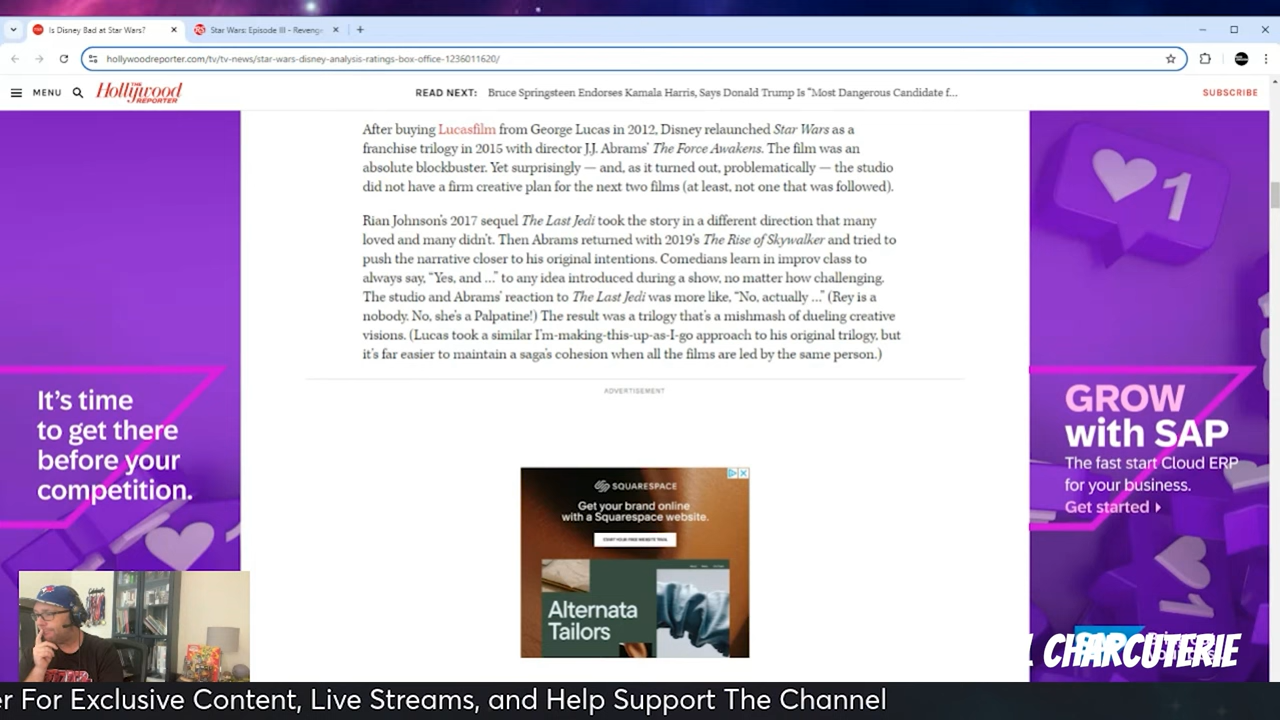 Is Disney Bad at Star Wars?
Star Wars: Episode III - Reveng
hollywoodreporter.com/tv/tv-news/star-wars-disney-analysis-ratings-box-office-1236011620/
MENU
THE
Hollywood
REPORTER
READ NEXT: Bruce Springsteen Endorses Kamala Harris, Says Donald Trump Is “Most Dangerous Candidate f...
SUBSCRIBE
After buying Lucasfilm from George Lucas in 2012, Disney relaunched Star Wars as a
franchise trilogy in 2015 with director J.J. Abrams’ The Force Awakens. The film was an
absolute blockbuster. Yet surprisingly — and, as it turned out, problematically — the studio
did not have a firm creative plan for the next two films (at least, not one that was followed).
Rian Johnson’s 2017 sequel The Last Jedi took the story in a different direction that many
loved and many didn’t. Then Abrams returned with 2019’s The Rise of Skywalker and tried to
push the narrative closer to his original intentions. Comedians learn in improv class to
always say, “Yes, and …” to any idea introduced during a show, no matter how challenging.
The studio and Abrams’ reaction to The Last Jedi was more like, “No, actually …” (Rey is a
nobody. No, she’s a Palpatine!) The result was a trilogy that’s a mishmash of dueling creative
visions. (Lucas took a similar I’m-making-this-up-as-I-go approach to his original trilogy, but
it’s far easier to maintain a saga’s cohesion when all the films are led by the same person.)
ADVERTISEMENT
It’s time
to get there
before your
competition.
1
GROW
with SAP
The fast start Cloud ERP
for your business.
Get started
SQUARESPACE
Get your brand online
with a Squarespace website.
START YOUR FREE WEBSITE TRIAL
Alternata
Tailors
L CHARCUTERIE
er For Exclusive Content, Live Streams, and Help Support The Channel